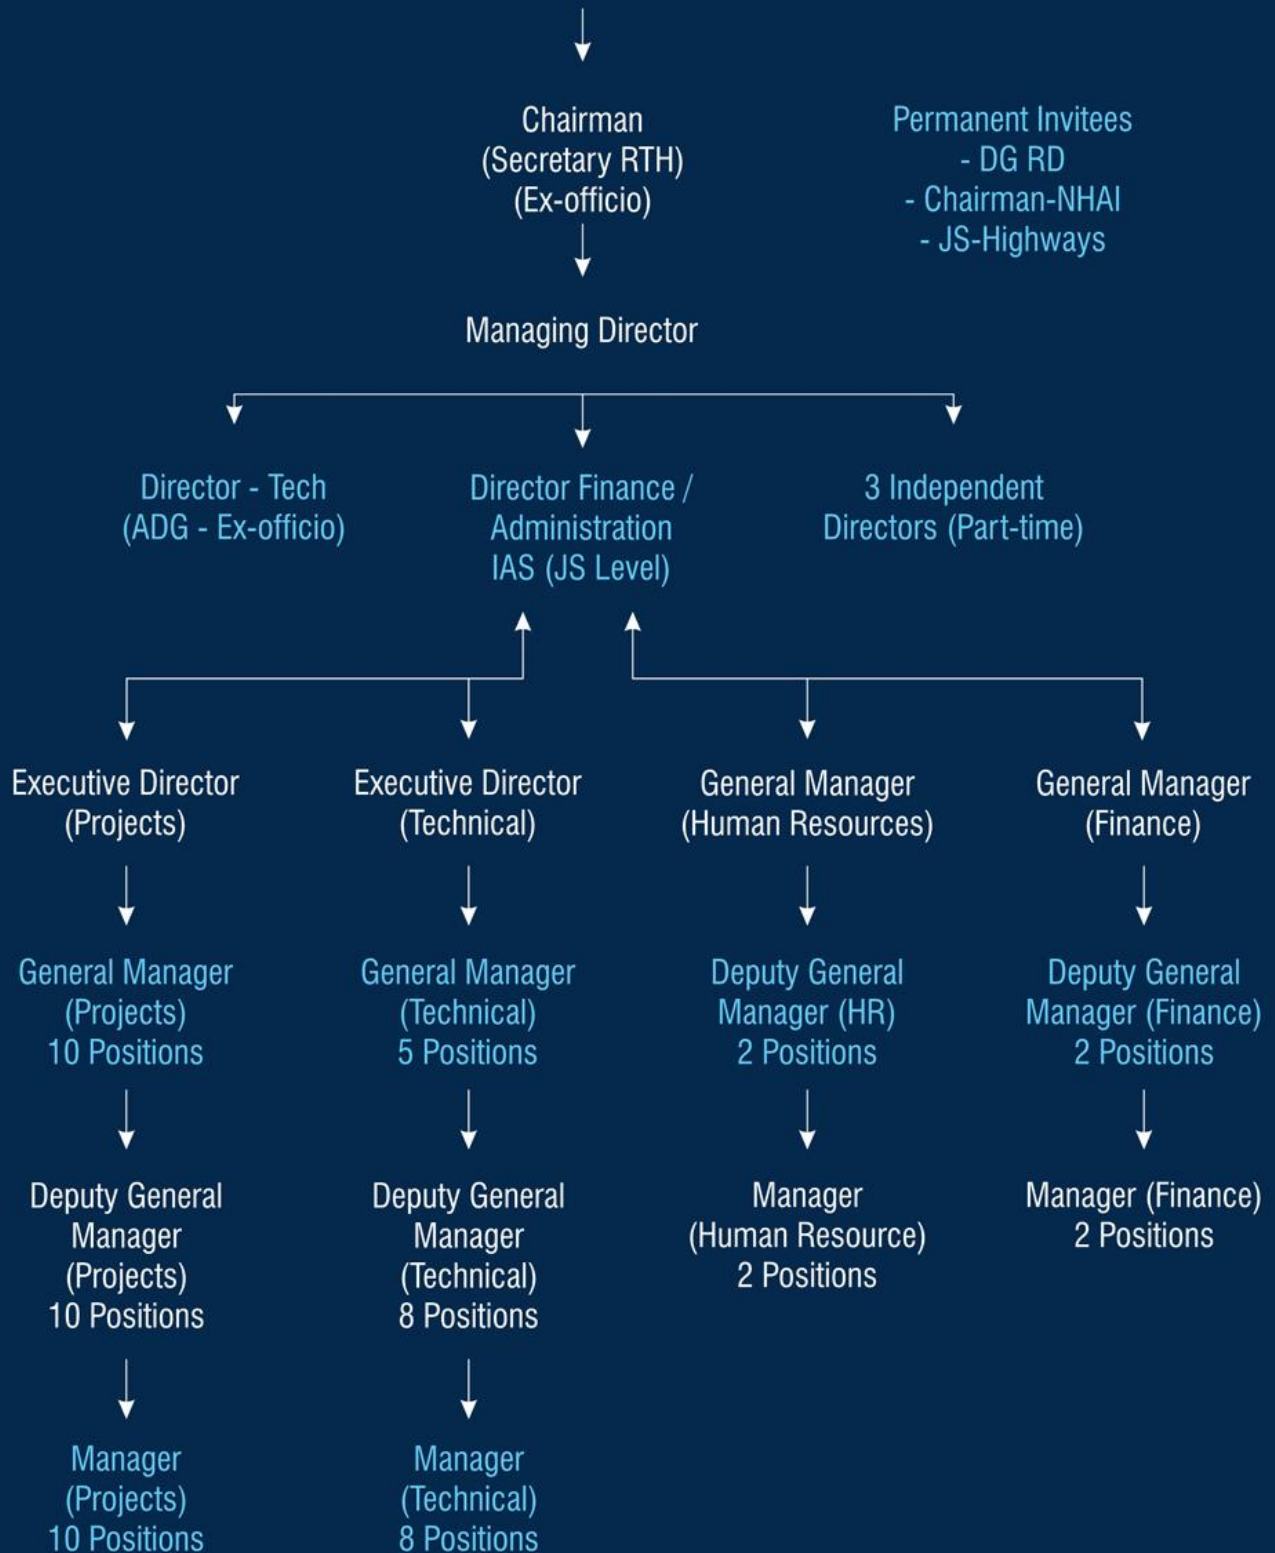 Chairman
(Secretary RTH)
(Ex-officio)
Permanent Invitees
- DG RD
- Chairman-NHAI
- JS-Highways
Managing Director
Director - Tech
(ADG - Ex-officio)
Director Finance /
Administration
IAS (JS Level)
3 Independent
Directors (Part-time)
Executive Director
(Projects)
Executive Director
(Technical)
General Manager
(Human Resources)
General Manager
(Finance)
General Manager
(Projects)
10 Positions
General Manager
(Technical)
5 Positions
Deputy General
Manager (HR)
2 Positions
Deputy General
Manager (Finance)
2 Positions
Deputy General
Manager
(Projects)
10 Positions
Deputy General
Manager
(Technical)
8 Positions
Manager
(Human Resource)
2 Positions
Manager (Finance)
2 Positions
Manager
(Projects)
10 Positions
Manager
(Technical)
8 Positions